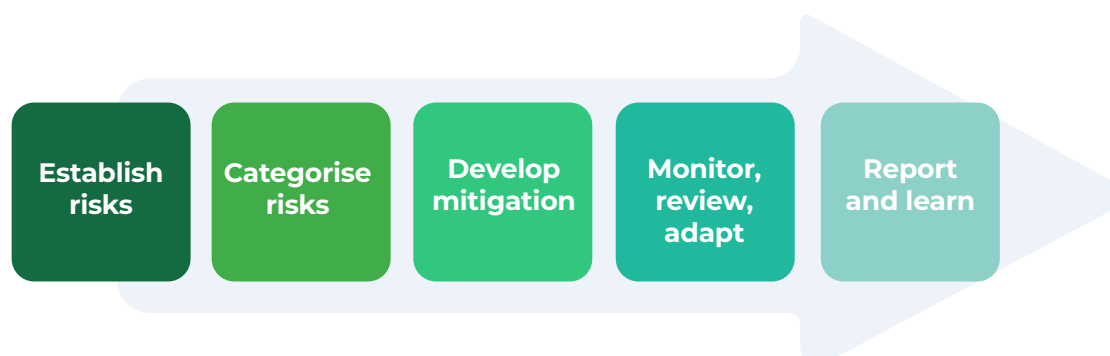 Establish
risks
Categorise
risks
Develop
mitigation
Monitor,
review,
adapt
Report
and learn